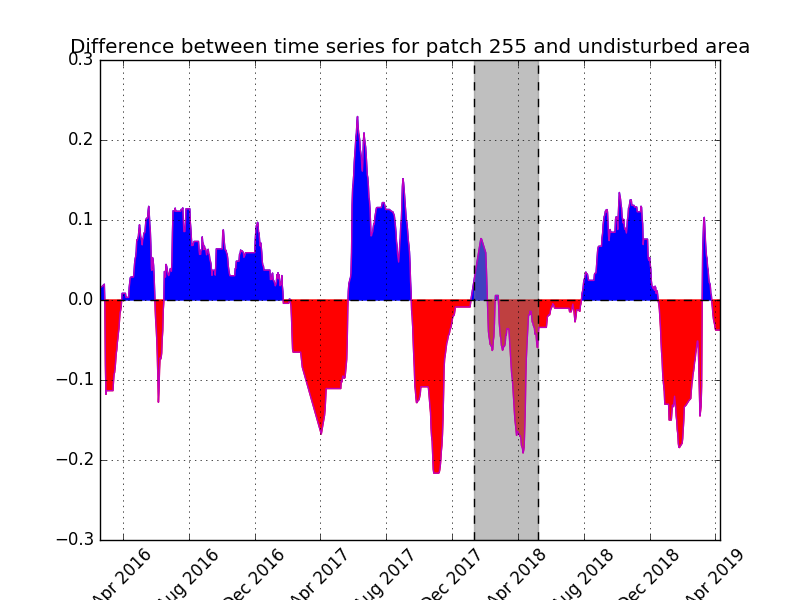 Difference between time series for patch 255 and undisturbed area
0.3
0.2
0.1
0.0
−0.1
−0.2
−0.3
Apr 2016
Aug 2016
Dec 2016
Apr 2017
Aug 2017
Dec 2017
Apr 2018
Aug 2018
Dec 2018
Apr 2019